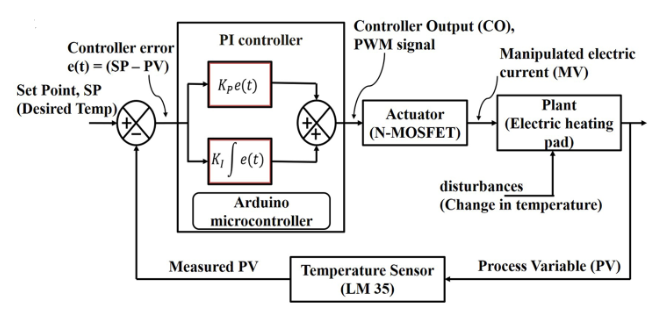 Controller error
e(t) = (SP – PV)
Set Point, SP
(Desired Temp)
+
−
PI controller
K_P e(t)
K_I ∫ e(t)
+
+
Arduino
microcontroller
Controller Output (CO),
PWM signal
Actuator
(N-MOSFET)
Manipulated electric
current (MV)
Plant
(Electric heating
pad)
disturbances
(Change in temperature)
Measured PV
Temperature Sensor
(LM 35)
Process Variable (PV)